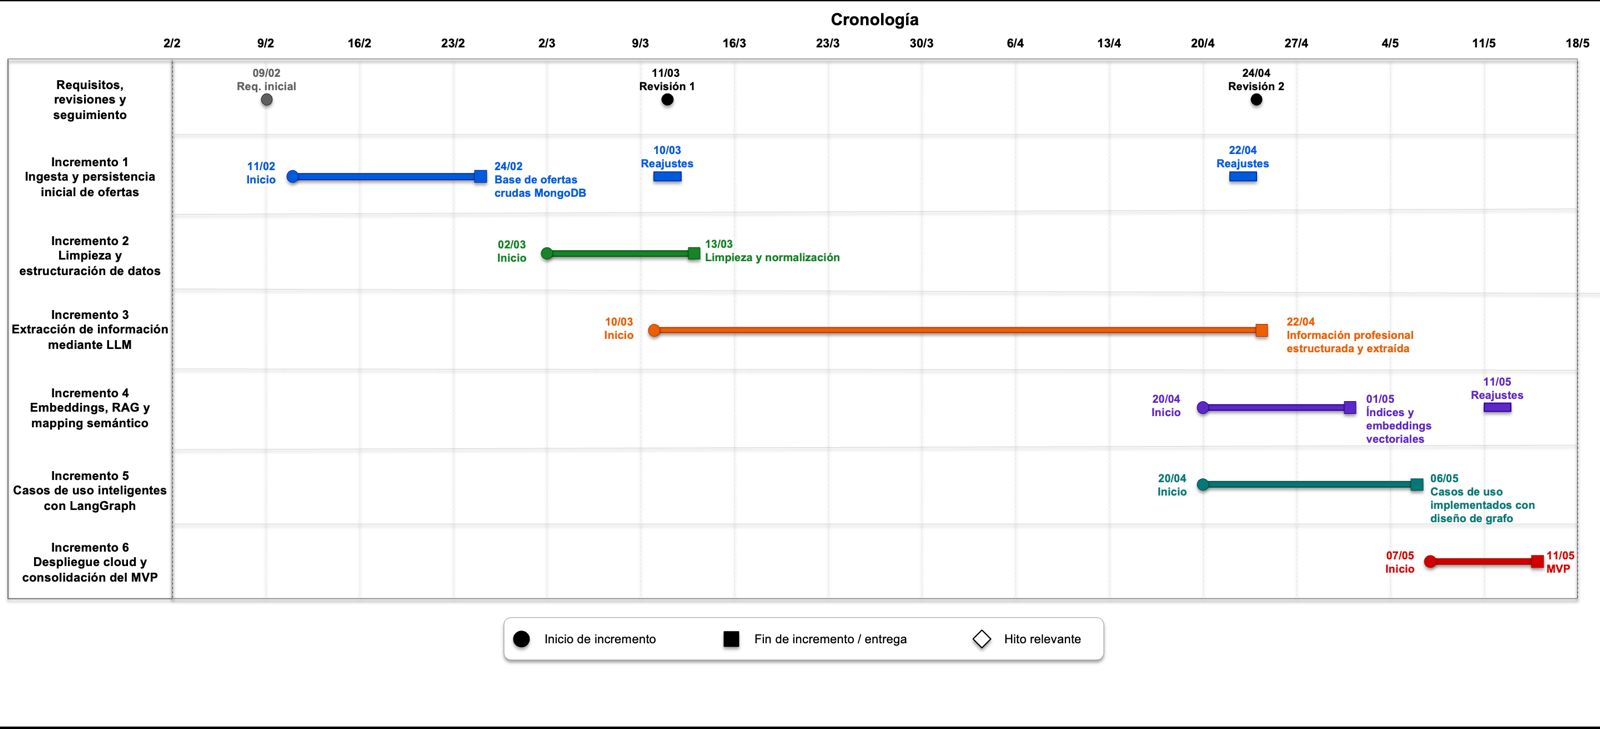 Cronología
2/2 9/2 16/2 23/2 2/3 9/3 16/3 23/3 30/3 6/4 13/4 20/4 27/4 4/5 11/5 18/5
Requisitos,
revisiones y
seguimiento
09/02
Req. inicial
11/03
Revisión 1
24/04
Revisión 2
Incremento 1
Ingesta y persistencia
inicial de ofertas
11/02
Inicio
24/02
Base de ofertas
crudas MongoDB
10/03
Reajustes
22/04
Reajustes
Incremento 2
Limpieza y
estructuración de datos
02/03
Inicio
13/03
Limpieza y normalización
Incremento 3
Extracción de información
mediante LLM
10/03
Inicio
22/04
Información profesional
estructurada y extraída
Incremento 4
Embeddings, RAG y
mapping semántico
20/04
Inicio
01/05
Índices y
embeddings
vectoriales
11/05
Reajustes
Incremento 5
Casos de uso inteligentes
con LangGraph
20/04
Inicio
06/05
Casos de uso
implementados con
diseño de grafo
Incremento 6
Despliegue cloud y
consolidación del MVP
07/05
Inicio
11/05
MVP
Inicio de incremento
Fin de incremento / entrega
Hito relevante